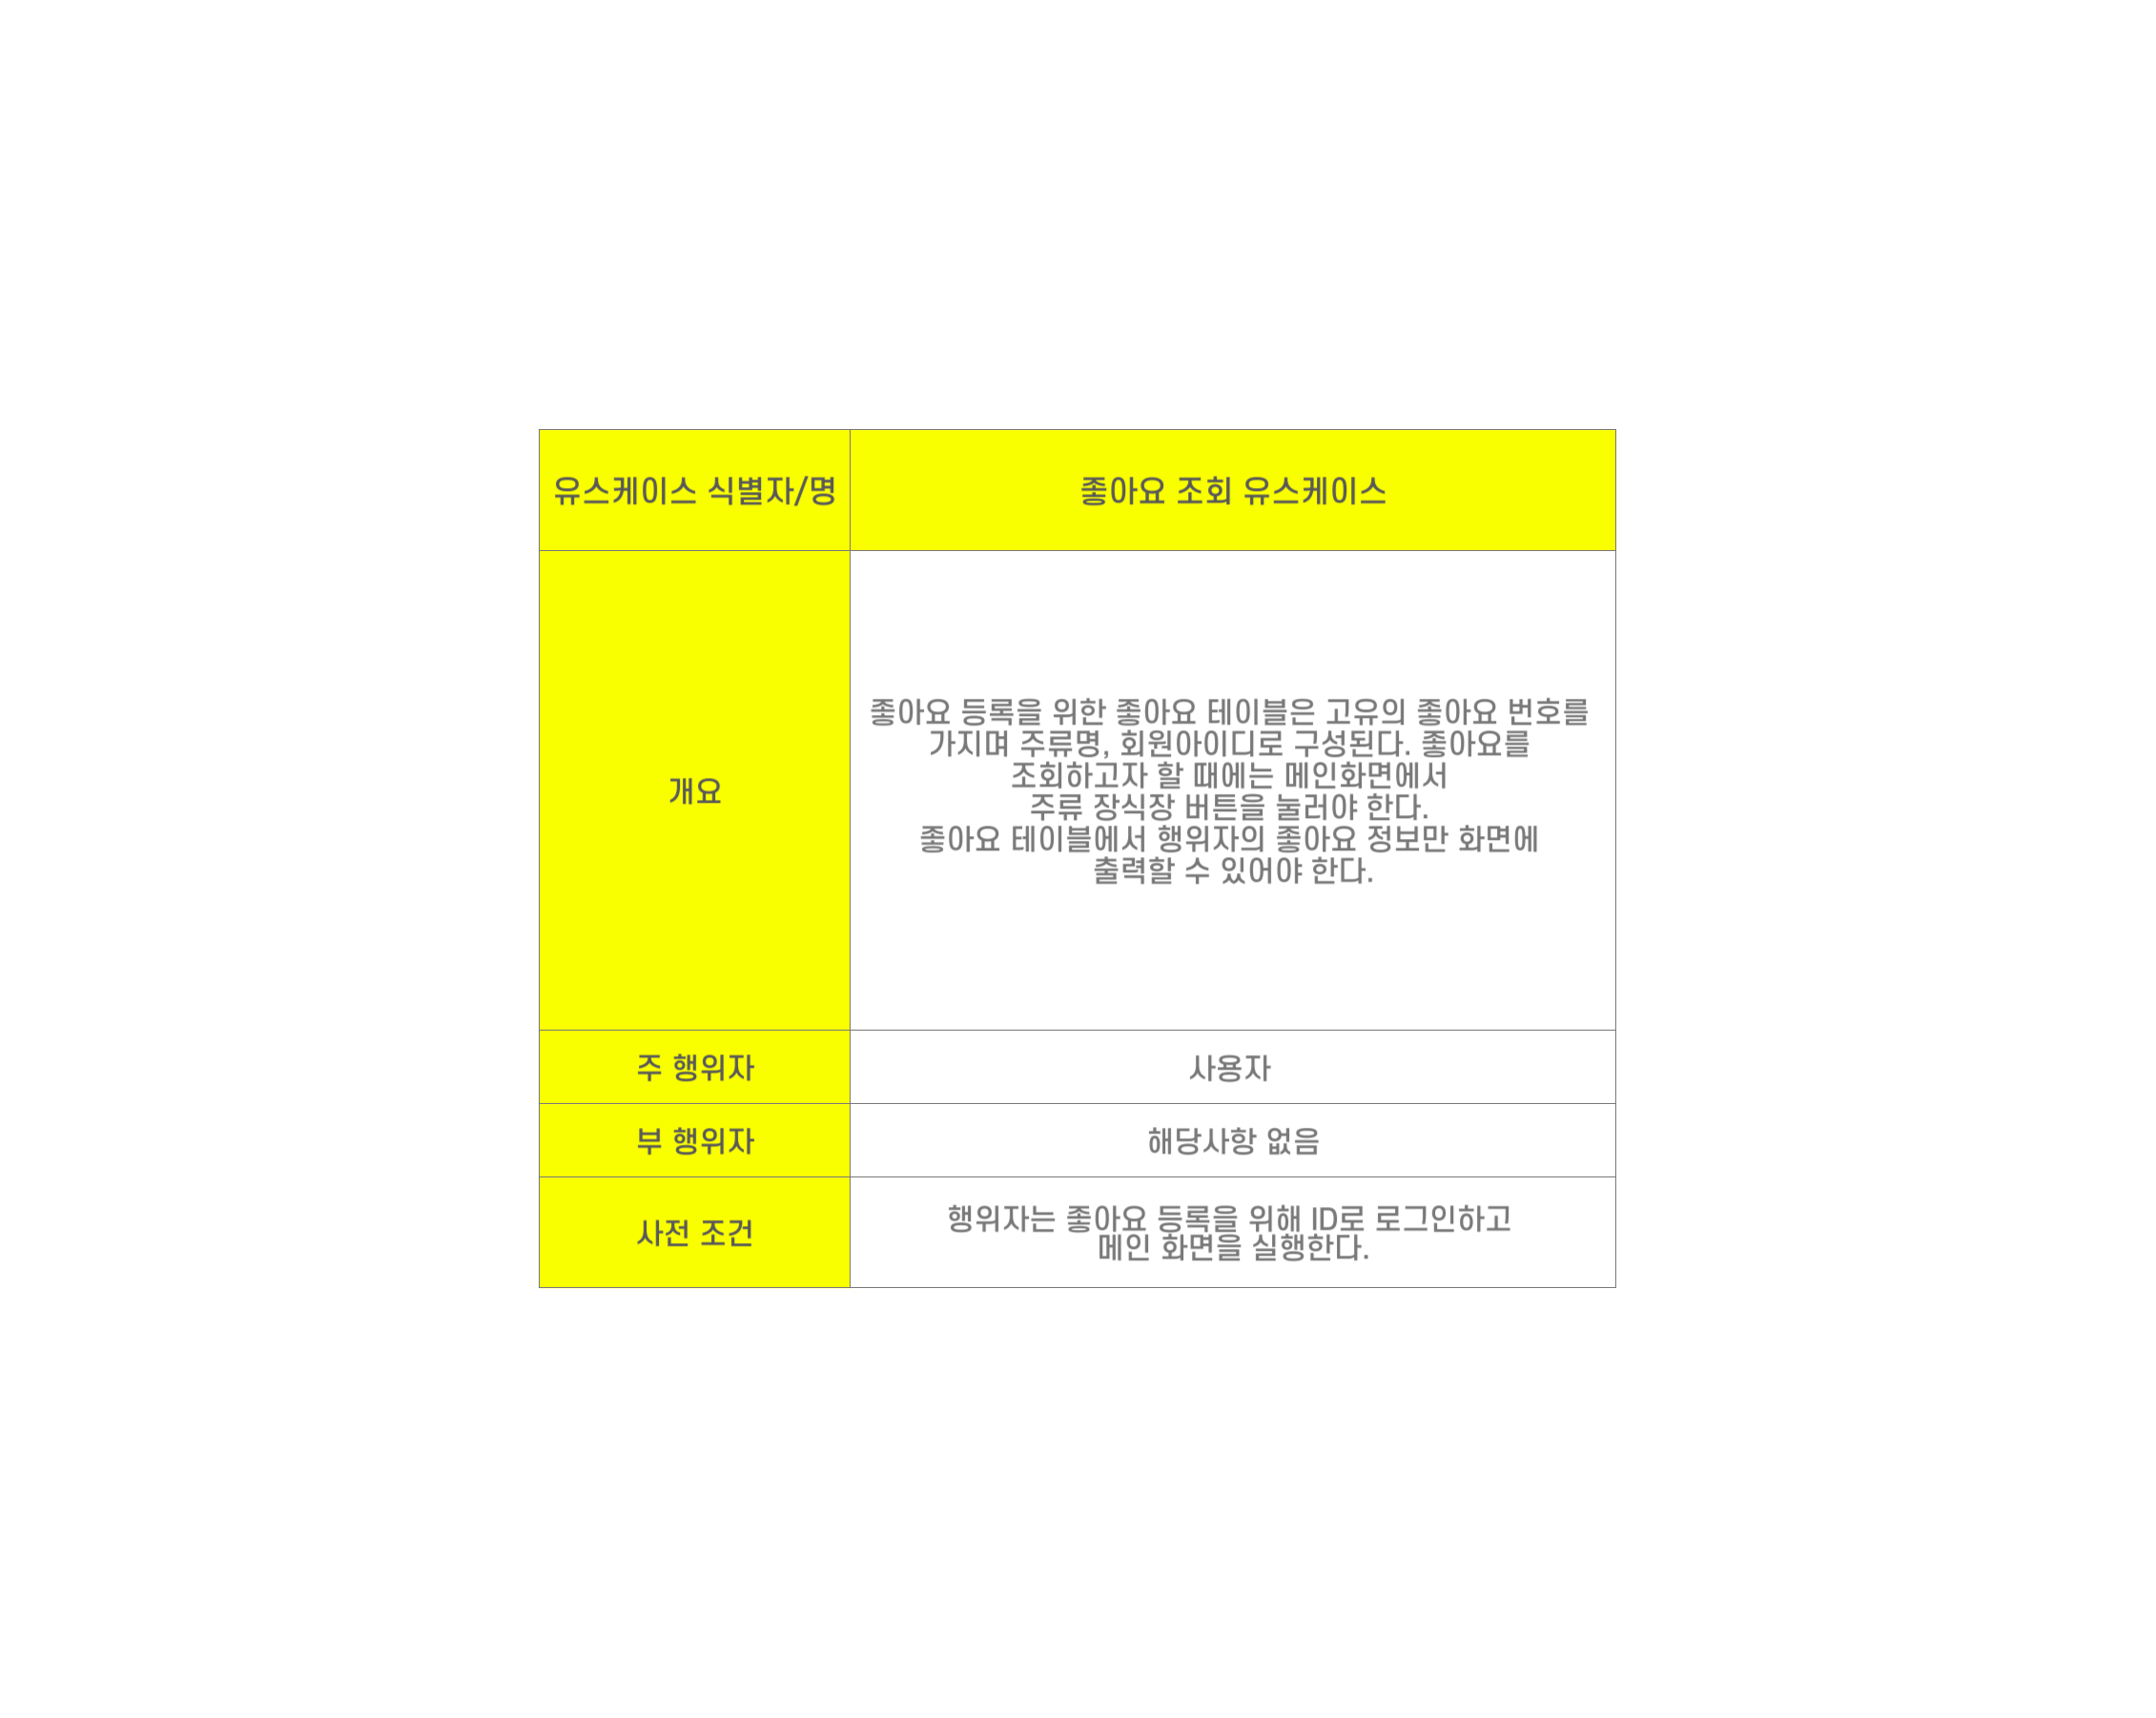 유스케이스 식별자/명
좋아요 조회 유스케이스
개요
좋아요 등록을 위한 좋아요 테이블은 고유의 좋아요 번호를
가지며 주류명, 회원아이디로 구성된다. 좋아요를
조회하고자 할 때에는 메인화면에서
주류 감상정 버튼을 눌러야 한다.
좋아요 테이블에서 행위자의 좋아요 정보만 화면에
출력할 수 있어야 한다.
주 행위자
사용자
부 행위자
해당사항 없음
사전 조건
행위자는 좋아요 등록을 위해 ID로 로그인하고
메인 화면을 실행한다.